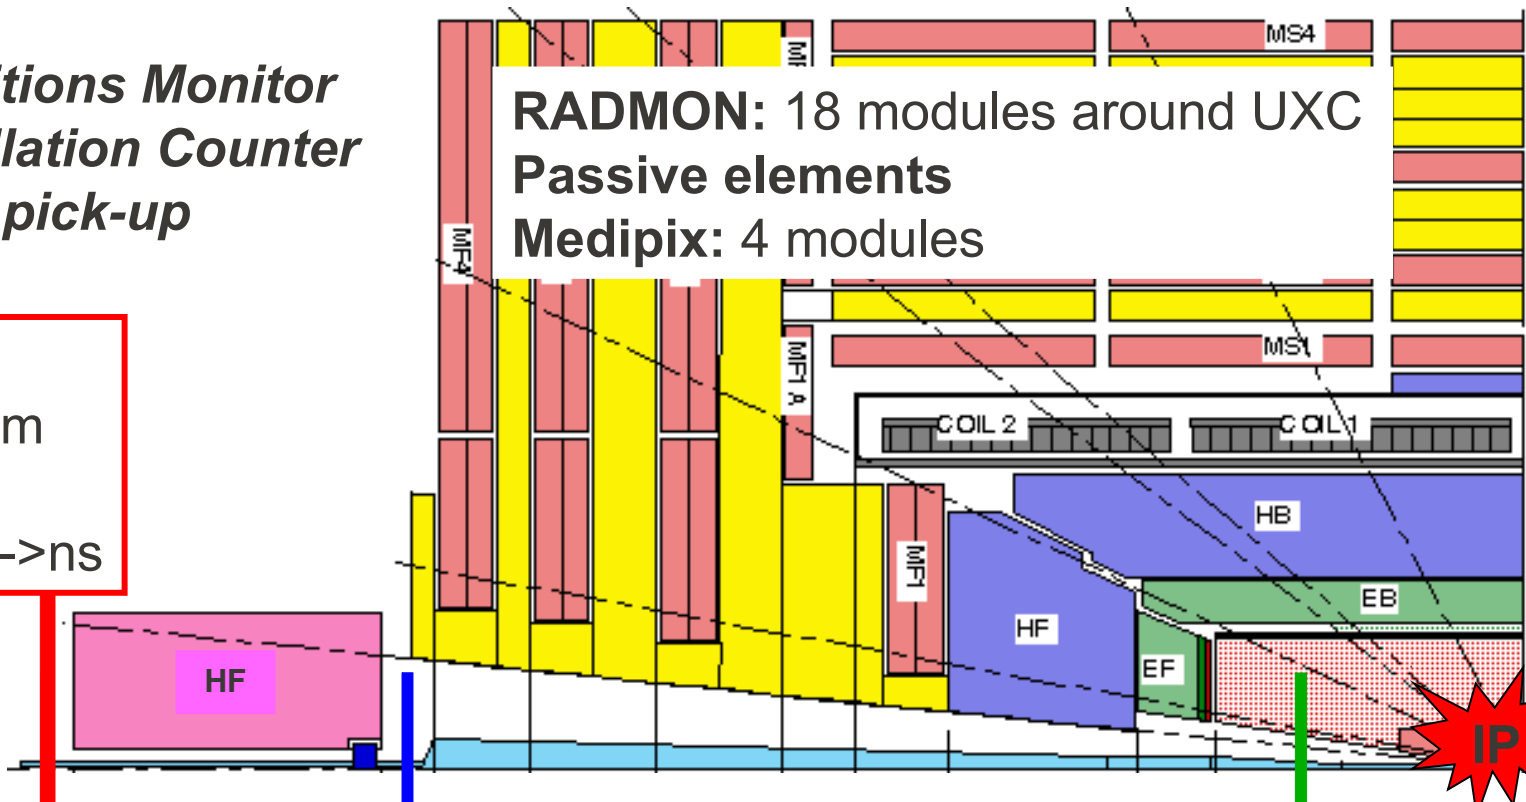 itions Monitor
llation Counter
pick-up
RADMON: 18 modules around UXC
Passive elements
Medipix: 4 modules
m
->ns
MS4
MF4
MS1
MF1 A
COIL 2
COIL 1
HB
MF1
EB
HF
EF
HF
IP